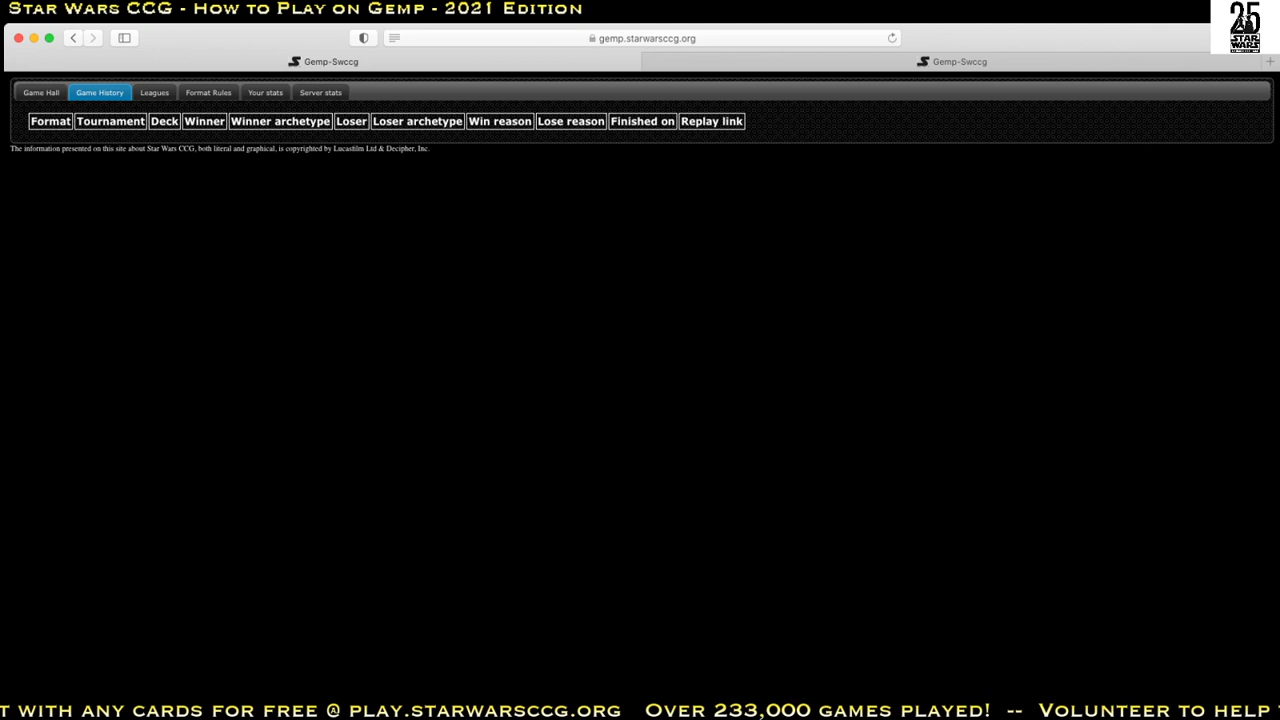 Star Wars CCG - How to Play on Gemp - 2021 Edition
25
STAR
WARS
gemp.starwarsccg.org
Gemp-Swccg
Gemp-Swccg
Game Hall
Game History
Leagues
Format Rules
Your stats
Server stats
Format Tournament Deck Winner Winner archetype Loser Loser archetype Win reason Lose reason Finished on Replay link
The information presented on this site about Star Wars CCG, both literal and graphical, is copyrighted by Lucasfilm Ltd & Decipher, Inc.
T WITH ANY CARDS FOR FREE @ PLAY.STARWARSCCG.ORG OVER 233,000 GAMES PLAYED! -- VOLUNTEER TO HELP